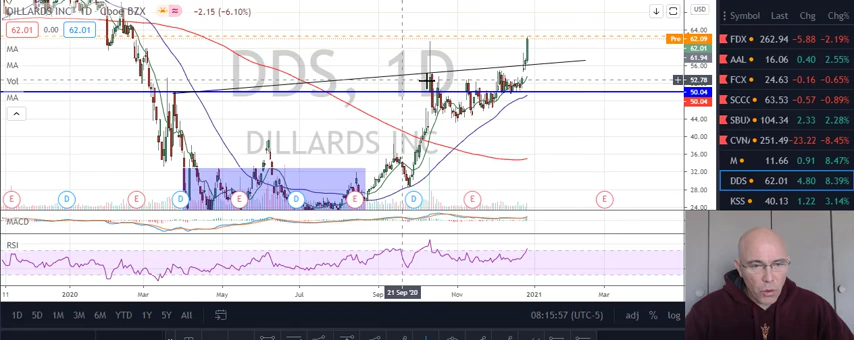 DILLARDS INC · 1D · Cboe BZX −2.15 (−6.10%)
62.01 0.00 62.01
MA
MA
Vol
MA
DDS, 1D
DILLARDS INC
USD
64.00
Pre 62.09
62.01
61.94
56.00
52.78
50.04
50.04
44.00
40.00
36.00
32.00
28.00
24.00
E D E D E D E D E E
MACD
RSI
11 2020 Mar May Jul Sep 21 Sep '20 Nov 2021 Mar
1D 5D 1M 3M 6M YTD 1Y 5Y All 08:15:57 (UTC-5) adj % log
Symbol Last Chg Chg%
FDX 262.94 -5.88 -2.19%
AAL 16.06 0.40 2.55%
FCX 24.63 -0.16 -0.65%
SCCO 63.53 -0.57 -0.89%
SBUX 104.34 2.33 2.28%
CVNA 251.49 -23.22 -8.45%
M 11.66 0.91 8.47%
DDS 62.01 4.80 8.39%
KSS 40.13 1.22 3.14%